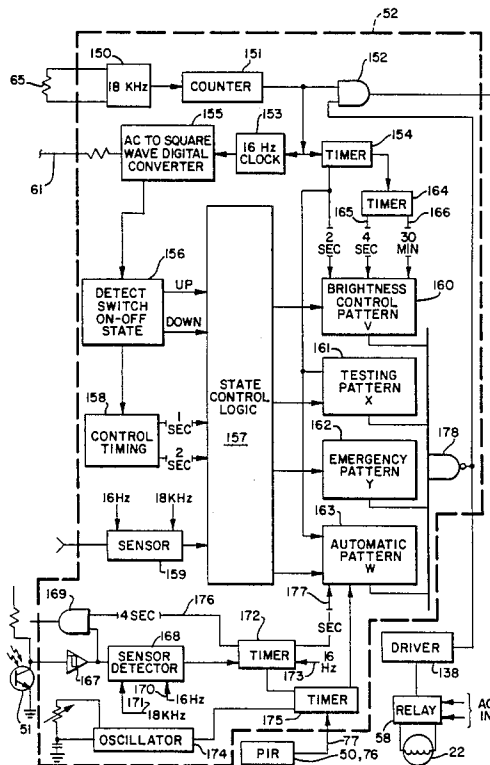 52
150
151
152
65
18 KHz
COUNTER
155
153
AC TO SQUARE
WAVE DIGITAL
CONVERTER
16 Hz
CLOCK
TIMER
154
164
TIMER
61
165
166
2
SEC
4
SEC
30
MIN
156
DETECT
SWITCH
ON-OFF
STATE
UP
DOWN
BRIGHTNESS
CONTROL
PATTERN
V
160
161
TESTING
PATTERN
X
158
CONTROL
TIMING
1
SEC
2
SEC
STATE
CONTROL
LOGIC
157
162
EMERGENCY
PATTERN
Y
178
16Hz
18KHz
SENSOR
159
163
AUTOMATIC
PATTERN
W
177
169
4 SEC
176
1
SEC
172
TIMER
173
16
Hz
168
SENSOR
DETECTOR
167
170
16Hz
171
18KHz
51
TIMER
175
OSCILLATOR
174
77
PIR
50,76
DRIVER
138
RELAY
58
AC
IN
22